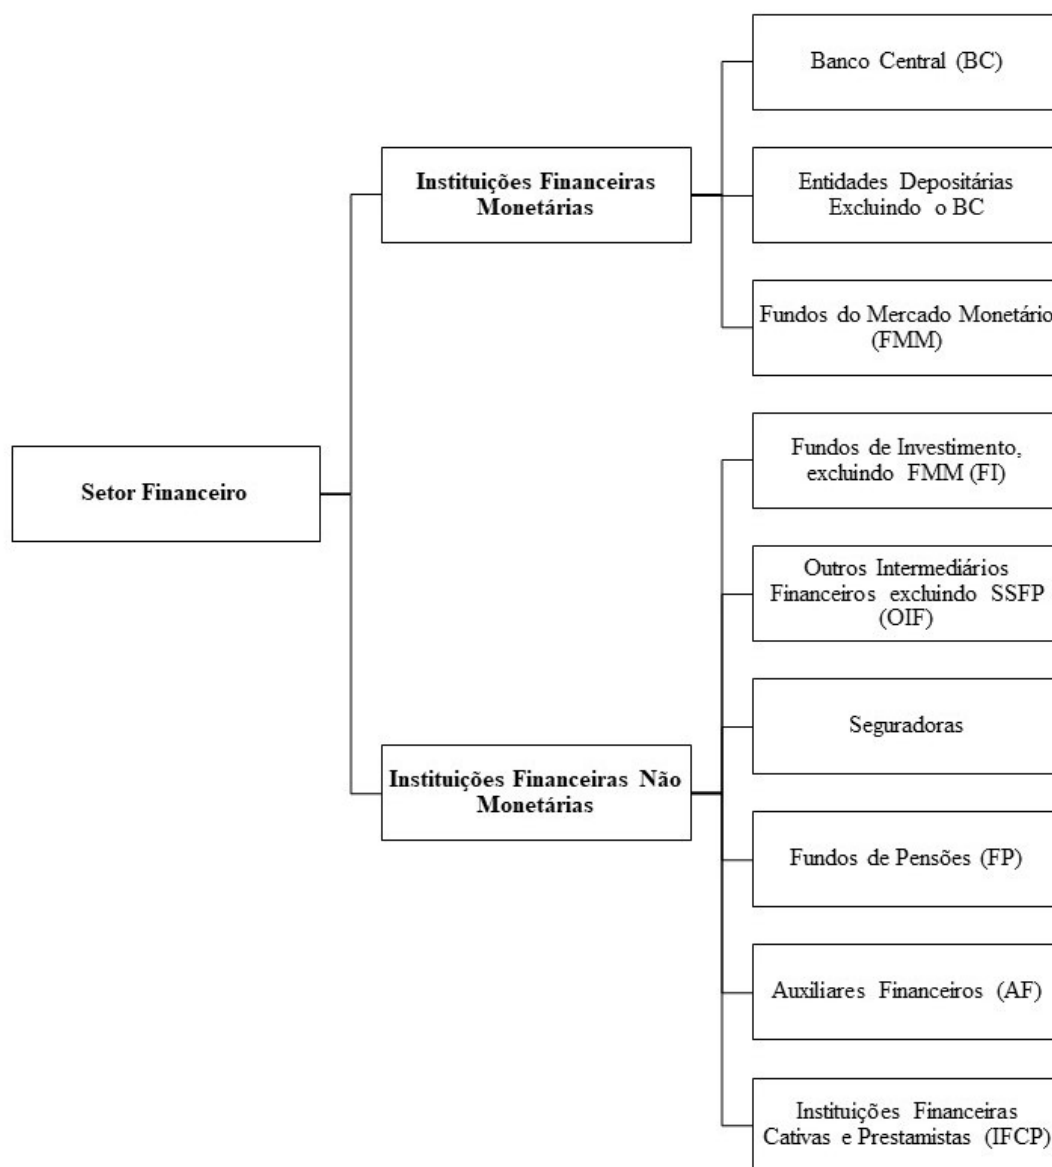 Banco Central (BC)
Instituições Financeiras
Monetárias
Entidades Depositárias
Excluindo o BC
Fundos do Mercado Monetário
(FMM)
Setor Financeiro
Fundos de Investimento,
excluindo FMM (FI)
Outros Intermediários
Financeiros excluindo SSFP
(OIF)
Seguradoras
Instituições Financeiras Não
Monetárias
Fundos de Pensões (FP)
Auxiliares Financeiros (AF)
Instituições Financeiras
Cativas e Prestamistas (IFCP)